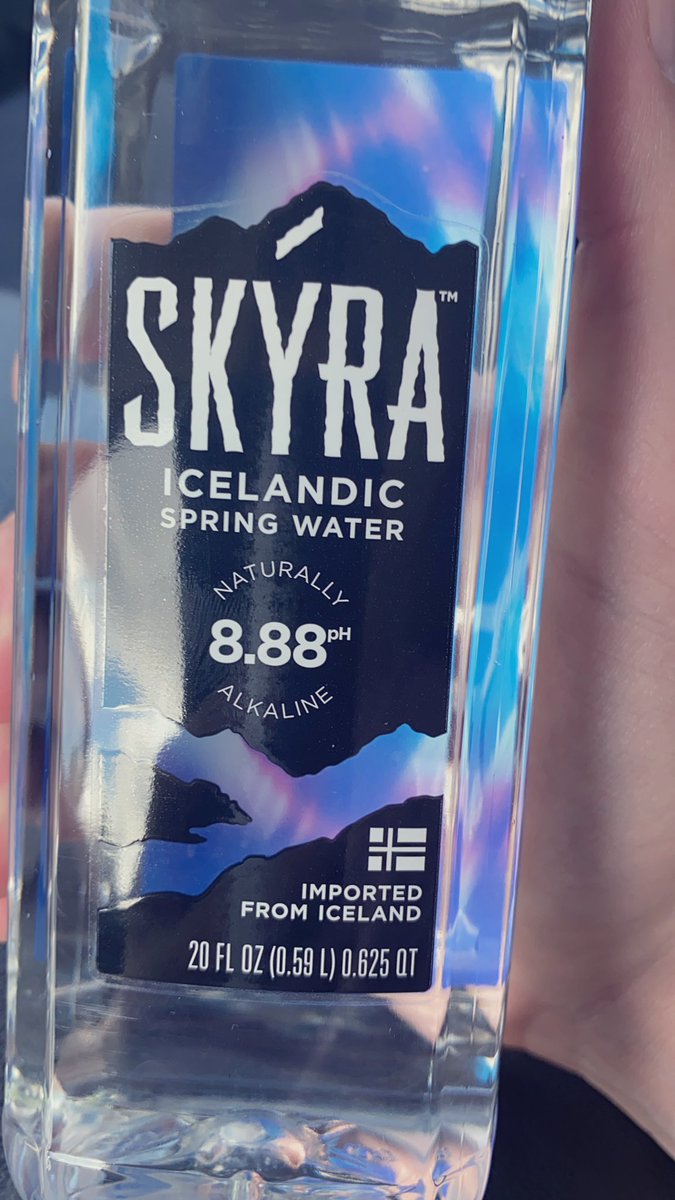 SKÝRA™
ICELANDIC
SPRING WATER
NATURALLY
8.88pH
ALKALINE
IMPORTED
FROM ICELAND
20 FL OZ (0.59 L) 0.625 QT